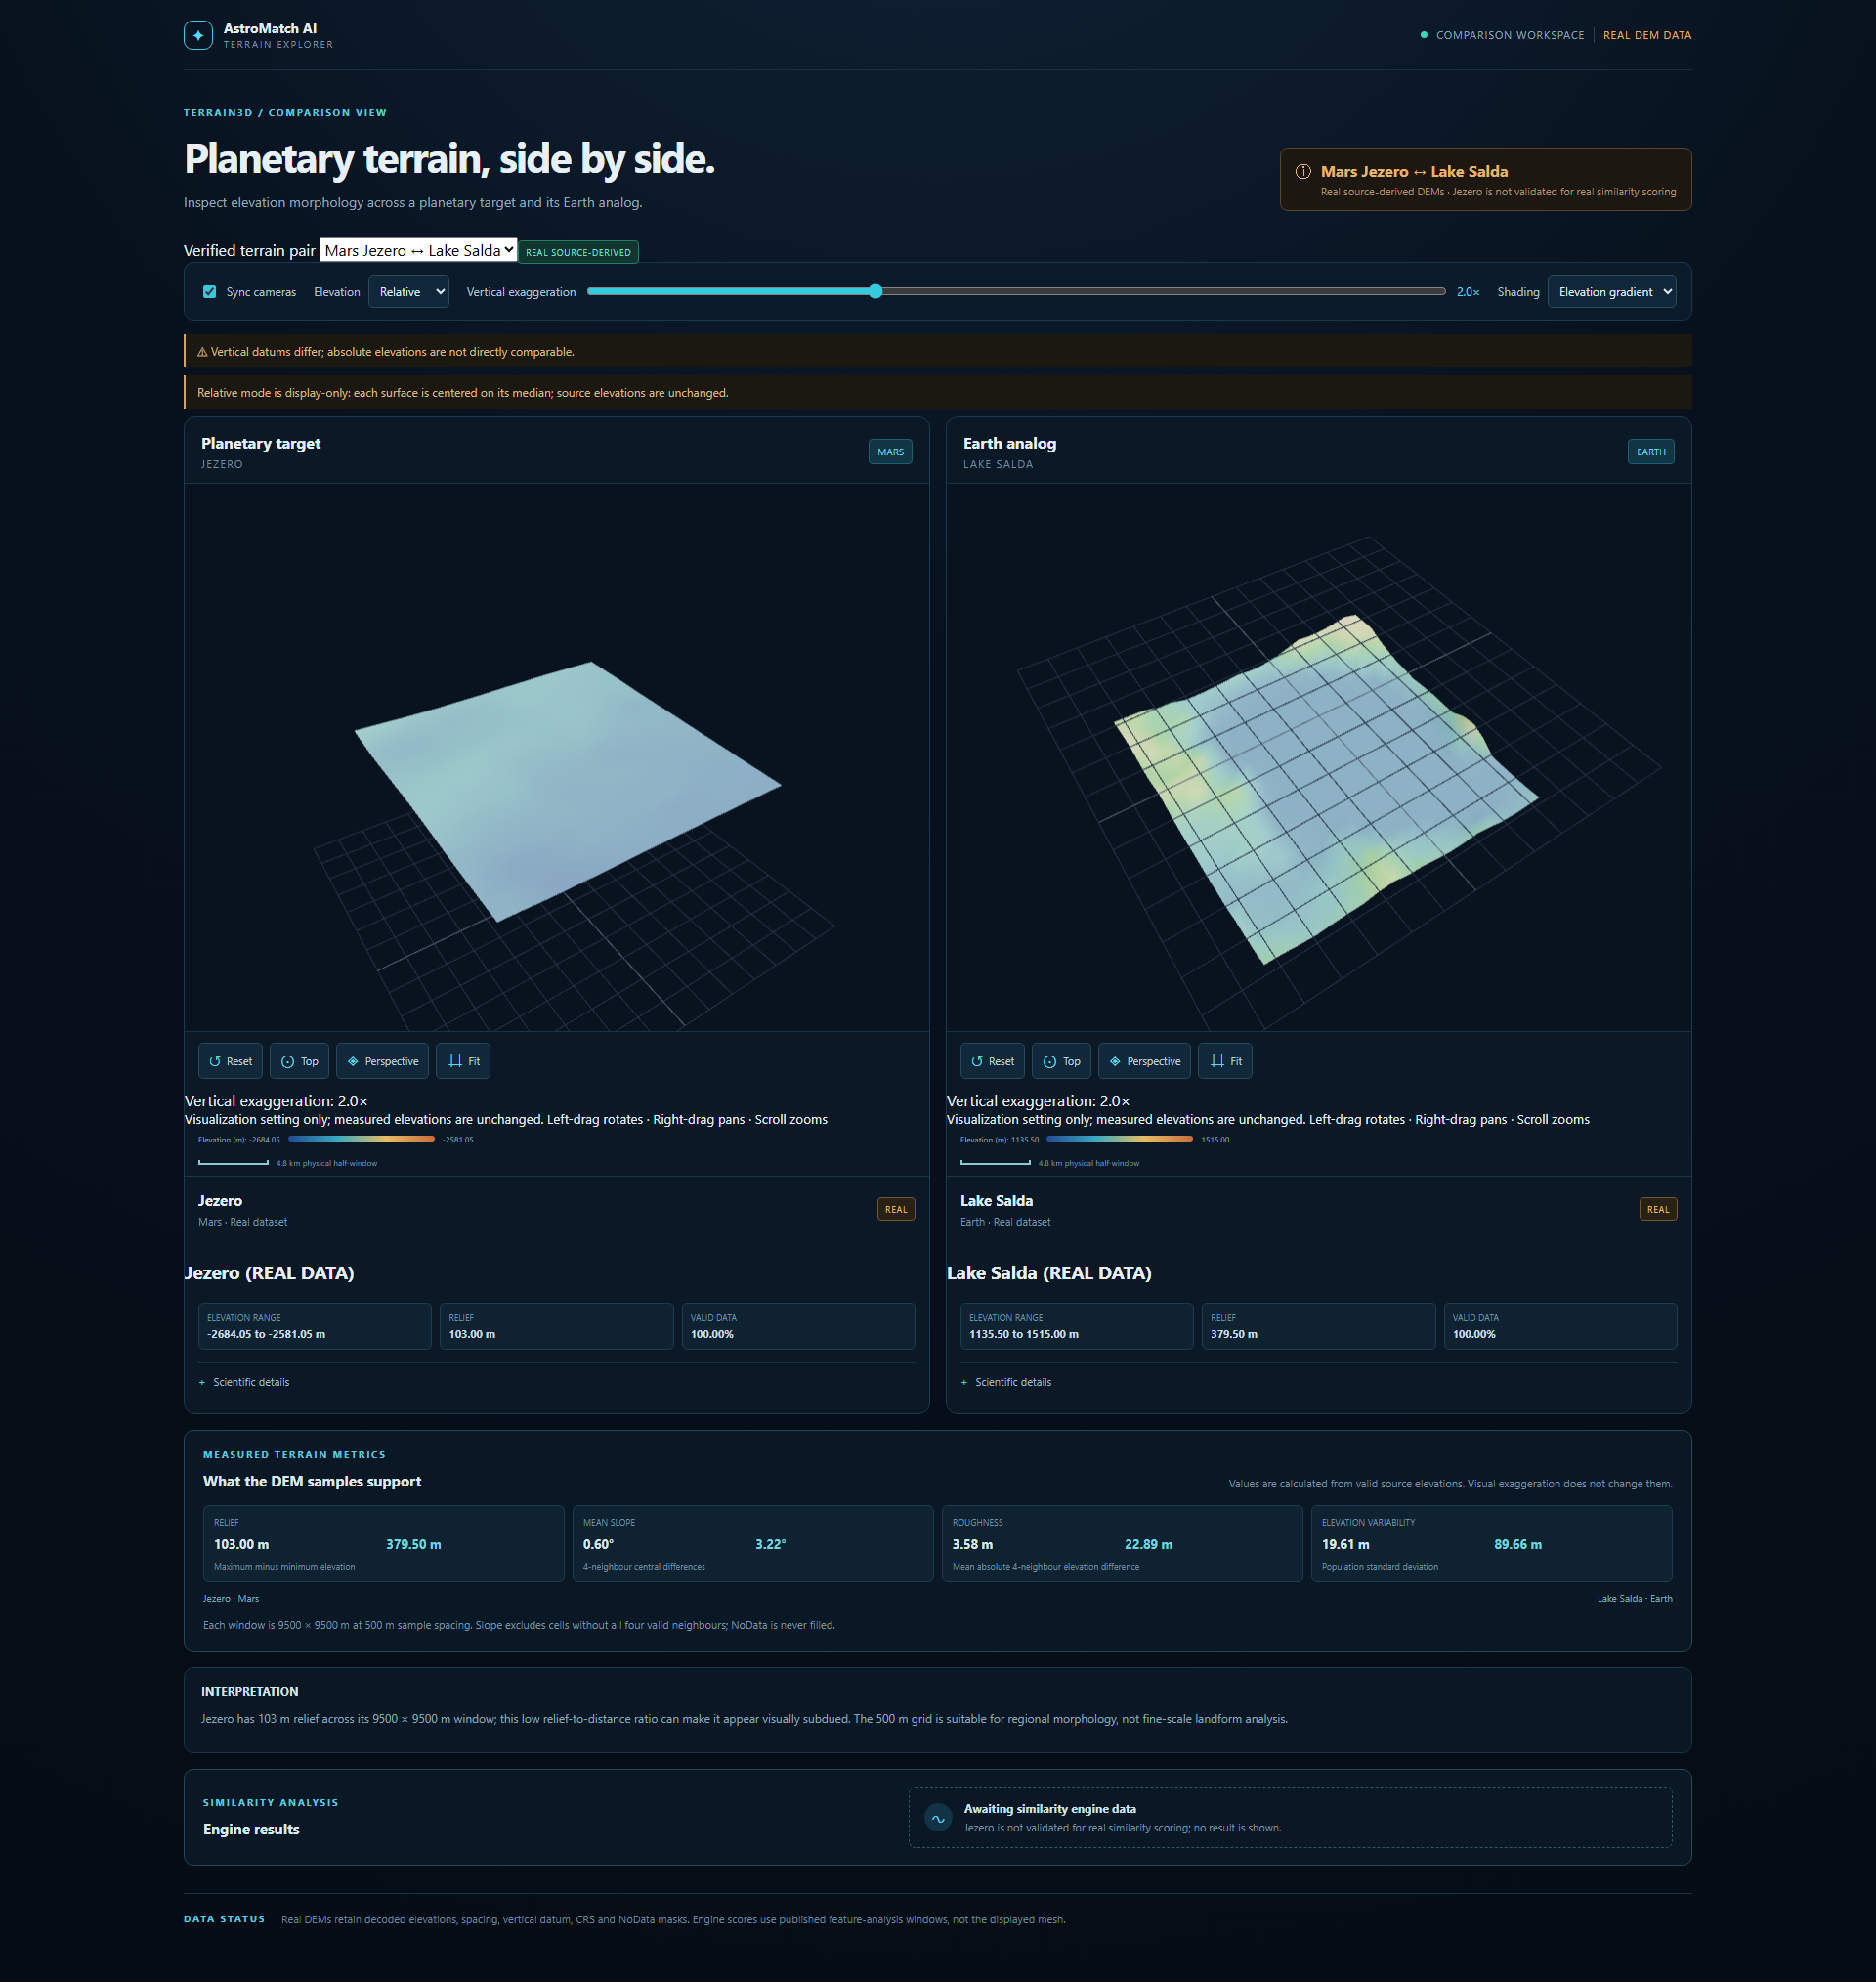 AstroMatch AI
TERRAIN EXPLORER
COMPARISON WORKSPACE
REAL DEM DATA
TERRAIN3D / COMPARISON VIEW
Planetary terrain, side by side.
Inspect elevation morphology across a planetary target and its Earth analog.
Mars Jezero ↔ Lake Salda
Real source-derived DEMs · Jezero is not validated for real similarity scoring
Verified terrain pair Mars Jezero ↔ Lake Salda REAL SOURCE-DERIVED
Sync cameras Elevation Relative Vertical exaggeration 2.0× Shading Elevation gradient
⚠ Vertical datums differ; absolute elevations are not directly comparable.
Relative mode is display-only: each surface is centered on its median; source elevations are unchanged.
Planetary target
JEZERO
MARS
Earth analog
LAKE SALDA
EARTH
Reset Top Perspective Fit
Vertical exaggeration: 2.0×
Visualization setting only; measured elevations are unchanged. Left-drag rotates · Right-drag pans · Scroll zooms
Elevation (m): -2684.05 -2581.05
4.8 km physical half-window
Jezero
Mars · Real dataset
REAL
Jezero (REAL DATA)
ELEVATION RANGE
-2684.05 to -2581.05 m
RELIEF
103.00 m
VALID DATA
100.00%
+ Scientific details
Reset Top Perspective Fit
Vertical exaggeration: 2.0×
Visualization setting only; measured elevations are unchanged. Left-drag rotates · Right-drag pans · Scroll zooms
Elevation (m): 1135.50 1515.00
4.8 km physical half-window
Lake Salda
Earth · Real dataset
REAL
Lake Salda (REAL DATA)
ELEVATION RANGE
1135.50 to 1515.00 m
RELIEF
379.50 m
VALID DATA
100.00%
+ Scientific details
MEASURED TERRAIN METRICS
What the DEM samples support
Values are calculated from valid source elevations. Visual exaggeration does not change them.
RELIEF
103.00 m 379.50 m
Maximum minus minimum elevation
MEAN SLOPE
0.60° 3.22°
4-neighbour central differences
ROUGHNESS
3.58 m 22.89 m
Mean absolute 4-neighbour elevation difference
ELEVATION VARIABILITY
19.61 m 89.66 m
Population standard deviation
Jezero · Mars
Lake Salda · Earth
Each window is 9500 × 9500 m at 500 m sample spacing. Slope excludes cells without all four valid neighbours; NoData is never filled.
INTERPRETATION
Jezero has 103 m relief across its 9500 × 9500 m window; this low relief-to-distance ratio can make it appear visually subdued. The 500 m grid is suitable for regional morphology, not fine-scale landform analysis.
SIMILARITY ANALYSIS
Engine results
Awaiting similarity engine data
Jezero is not validated for real similarity scoring; no result is shown.
DATA STATUS Real DEMs retain decoded elevations, spacing, vertical datum, CRS and NoData masks. Engine scores use published feature-analysis windows, not the displayed mesh.